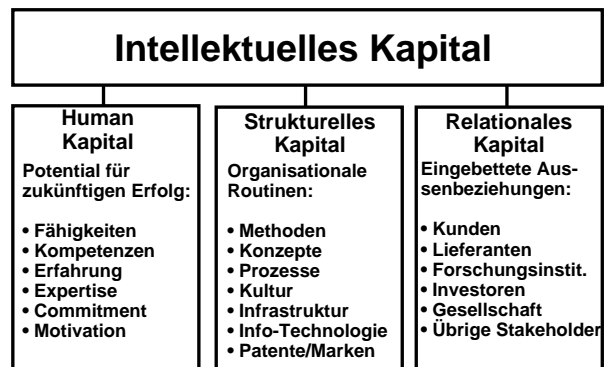 Intellektuelles Kapital
Human
Kapital
Potential für
zukünftigen Erfolg:
• Fähigkeiten
• Kompetenzen
• Erfahrung
• Expertise
• Commitment
• Motivation
Strukturelles
Kapital
Organisationale
Routinen:
• Methoden
• Konzepte
• Prozesse
• Kultur
• Infrastruktur
• Info-Technologie
• Patente/Marken
Relationales
Kapital
Eingebettete Aus-
senbeziehungen:
• Kunden
• Lieferanten
• Forschungsinstit.
• Investoren
• Gesellschaft
• Übrige Stakeholder